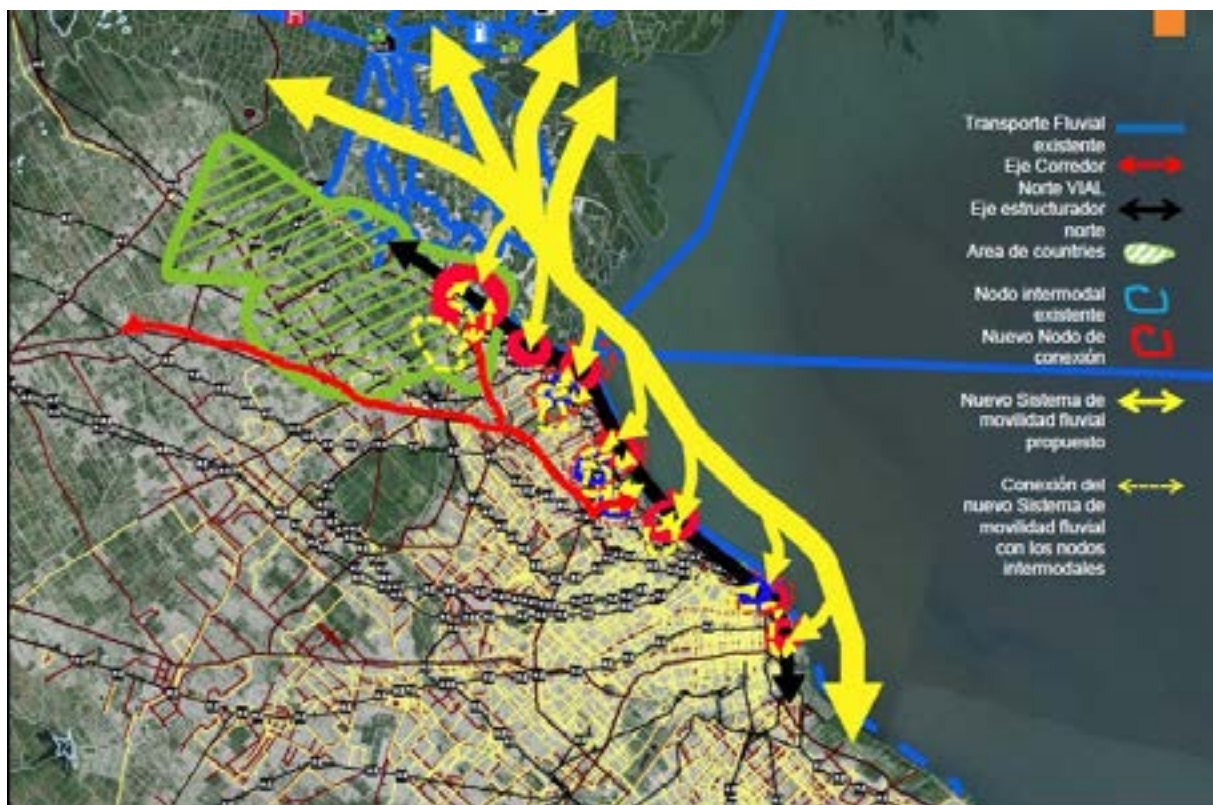 Transporte Fluvial
existente
Eje Corredor
Norte VIAL
Eje estructurador
norte
Area de countries
Nodo intermodal
existente
Nuevo Nodo de
conexión
Nuevo Sistema de
movilidad fluvial
propuesto
Conexión del
nuevo Sistema de
movilidad fluvial
con los nodos
intermodales